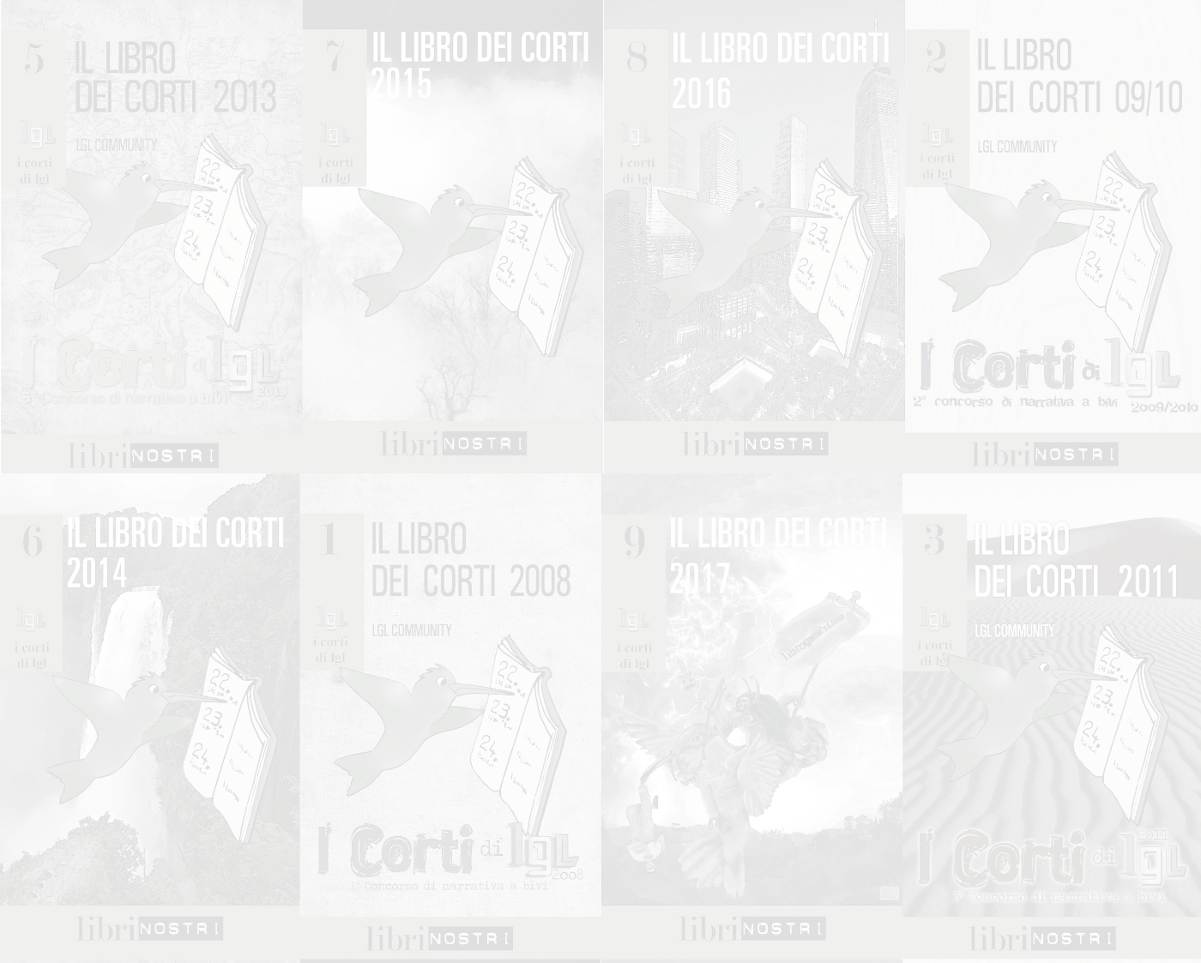 5
IL LIBRO
DEI CORTI 2013
LGL COMMUNITY
lgL
i corti
di lgl
22.
23.
24.
I Corti di lgL
2013
5° Concorso di narrativa a bivi
libri NOSTRI
7
IL LIBRO DEI CORTI
2015
lgL
i corti
di lgl
22.
23.
24.
libri NOSTRI
8
IL LIBRO DEI CORTI
2016
lgL
i corti
di lgl
22.
23.
24.
libri NOSTRI
2
IL LIBRO
DEI CORTI 09/10
LGL COMMUNITY
lgL
i corti
di lgl
22.
23.
24.
I Corti di lgL
2° concorso di narrativa a bivi 2009/2010
libri NOSTRI
6
IL LIBRO DEI CORTI
2014
lgL
i corti
di lgl
22.
23.
24.
libri NOSTRI
1
IL LIBRO
DEI CORTI 2008
LGL COMMUNITY
lgL
i corti
di lgl
22.
23.
24.
I Corti di lgL
2008
1° Concorso di narrativa a bivi
libri NOSTRI
9
IL LIBRO DEI CORTI
2017
lgL
i corti
di lgl
librogame's land
libri NOSTRI
3
IL LIBRO
DEI CORTI 2011
LGL COMMUNITY
lgL
i corti
di lgl
22.
23.
24.
2011
I Corti di lgL
3° Concorso di narrativa a bivi
libri NOSTRI